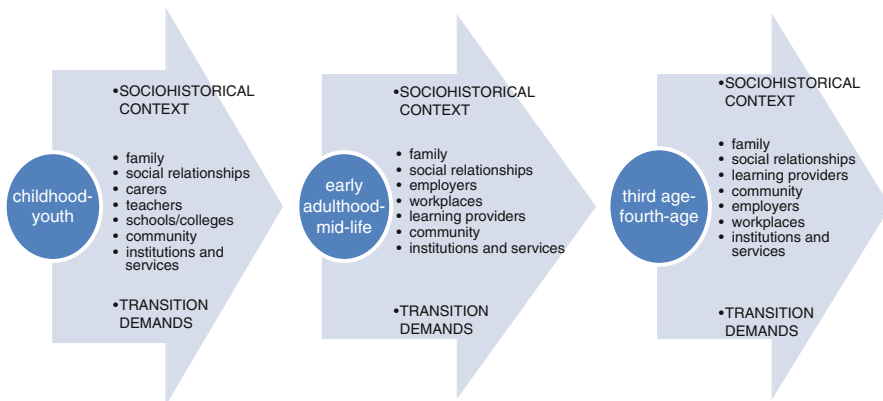 childhood-
youth
•SOCIOHISTORICAL
CONTEXT
• family
• social relationships
• carers
• teachers
• schools/colleges
• community
• institutions and
services
•TRANSITION
DEMANDS
early
adulthood-
mid-life
•SOCIOHISTORICAL
CONTEXT
• family
• social relationships
• employers
• workplaces
• learning providers
• community
• institutions and services
•TRANSITION
DEMANDS
third age-
fourth-age
•SOCIOHISTORICAL
CONTEXT
• family
• social relationships
• learning providers
• community
• employers
• workplaces
• institutions and
services
•TRANSITION
DEMANDS